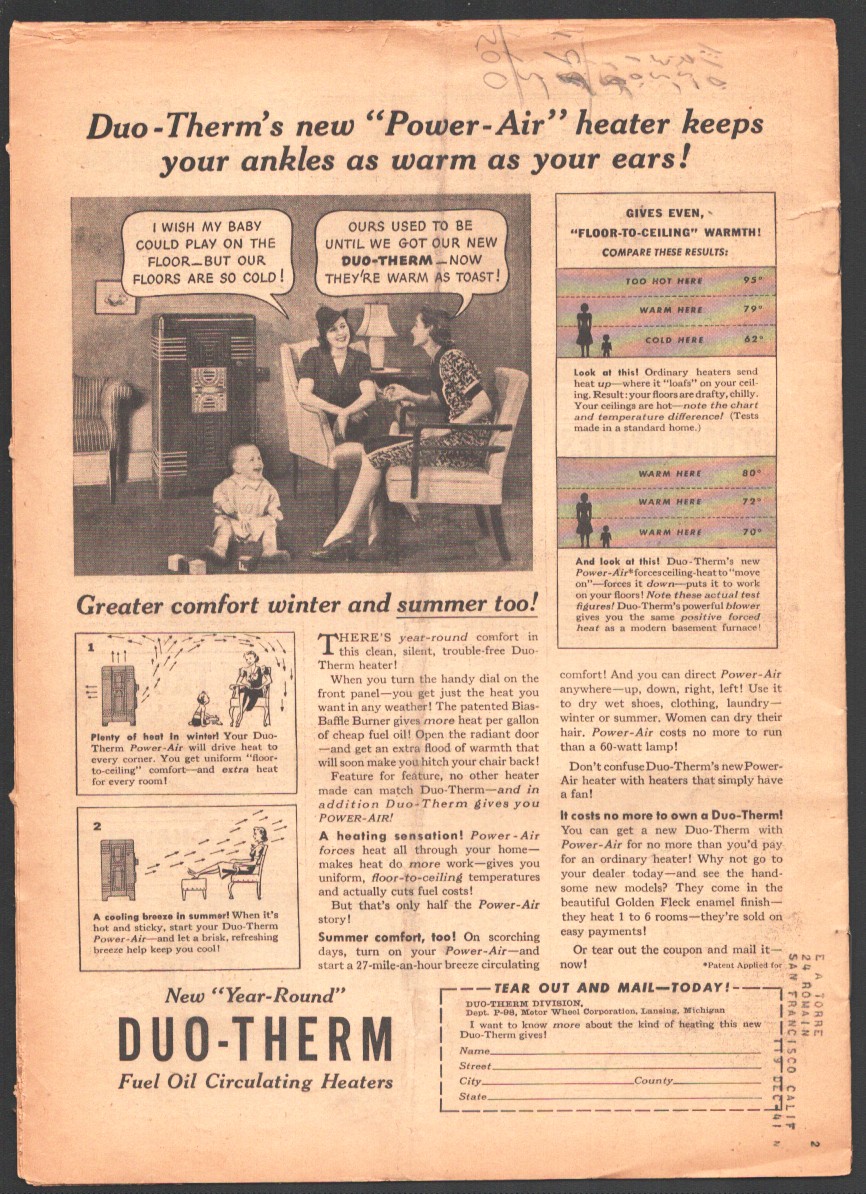 Duo-Therm's new "Power-Air" heater keeps
your ankles as warm as your ears!
I WISH MY BABY
COULD PLAY ON THE
FLOOR—BUT OUR
FLOORS ARE SO COLD!
OURS USED TO BE
UNTIL WE GOT OUR NEW
DUO-THERM—NOW
THEY'RE WARM AS TOAST!
GIVES EVEN,
"FLOOR-TO-CEILING" WARMTH!
COMPARE THESE RESULTS:
TOO HOT HERE 95°
WARM HERE 79°
COLD HERE 62°
Look at this! Ordinary heaters send
heat up—where it "loafs" on your ceil-
ing. Result: your floors are drafty, chilly.
Your ceilings are hot—note the chart
and temperature difference! (Tests
made in a standard home.)
WARM HERE 80°
WARM HERE 72°
WARM HERE 70°
And look at this! Duo-Therm's new
Power-Air* forces ceiling-heat to "move
on"—forces it down—puts it to work
on your floors! Note these actual test
figures! Duo-Therm's powerful blower
gives you the same positive forced
heat as a modern basement furnace!
Greater comfort winter and summer too!
1
Plenty of heat in winter! Your Duo-
Therm Power-Air will drive heat to
every corner. You get uniform "floor-
to-ceiling" comfort—and extra heat
for every room!
2
A cooling breeze in summer! When it's
hot and sticky, start your Duo-Therm
Power-Air—and let a brisk, refreshing
breeze help keep you cool!
THERE'S year-round comfort in
this clean, silent, trouble-free Duo-
Therm heater!
When you turn the handy dial on the
front panel—you get just the heat you
want in any weather! The patented Bias-
Baffle Burner gives more heat per gallon
of cheap fuel oil! Open the radiant door
—and get an extra flood of warmth that
will soon make you hitch your chair back!
Feature for feature, no other heater
made can match Duo-Therm—and in
addition Duo-Therm gives you
POWER-AIR!
A heating sensation! Power-Air
forces heat all through your home—
makes heat do more work—gives you
uniform, floor-to-ceiling temperatures
and actually cuts fuel costs!
But that's only half the Power-Air
story!
Summer comfort, too! On scorching
days, turn on your Power-Air—and
start a 27-mile-an-hour breeze circulating
comfort! And you can direct Power-Air
anywhere—up, down, right, left! Use it
to dry wet shoes, clothing, laundry—
winter or summer. Women can dry their
hair. Power-Air costs no more to run
than a 60-watt lamp!
Don't confuse Duo-Therm's new Power-
Air heater with heaters that simply have
a fan!
It costs no more to own a Duo-Therm!
You can get a new Duo-Therm with
Power-Air for no more than you'd pay
for an ordinary heater! Why not go to
your dealer today—and see the hand-
some new models? They come in the
beautiful Golden Fleck enamel finish—
they heat 1 to 6 rooms—they're sold on
easy payments!
Or tear out the coupon and mail it—
now! *Patent Applied for
New "Year-Round"
DUO-THERM
Fuel Oil Circulating Heaters
TEAR OUT AND MAIL—TODAY!
DUO-THERM DIVISION,
Dept. P-98, Motor Wheel Corporation, Lansing, Michigan
I want to know more about the kind of heating this new
Duo-Therm gives!
Name
Street
City County
State
E A TORRE
24 ROMAIN
SAN FRANCISCO CALIF
DEC 41 N
2